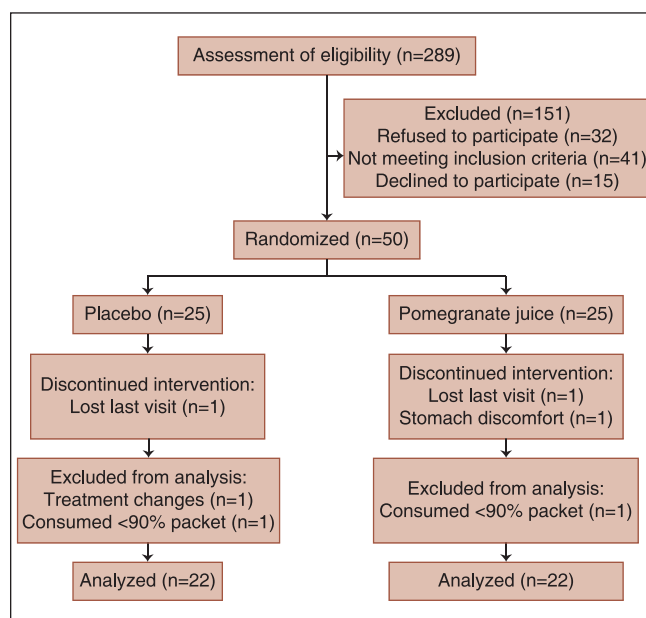 Assessment of eligibility (n=289)
Excluded (n=151)
Refused to participate (n=32)
Not meeting inclusion criteria (n=41)
Declined to participate (n=15)
Randomized (n=50)
Placebo (n=25)
Pomegranate juice (n=25)
Discontinued intervention:
Lost last visit (n=1)
Discontinued intervention:
Lost last visit (n=1)
Stomach discomfort (n=1)
Excluded from analysis:
Treatment changes (n=1)
Consumed <90% packet (n=1)
Excluded from analysis:
Consumed <90% packet (n=1)
Analyzed (n=22)
Analyzed (n=22)